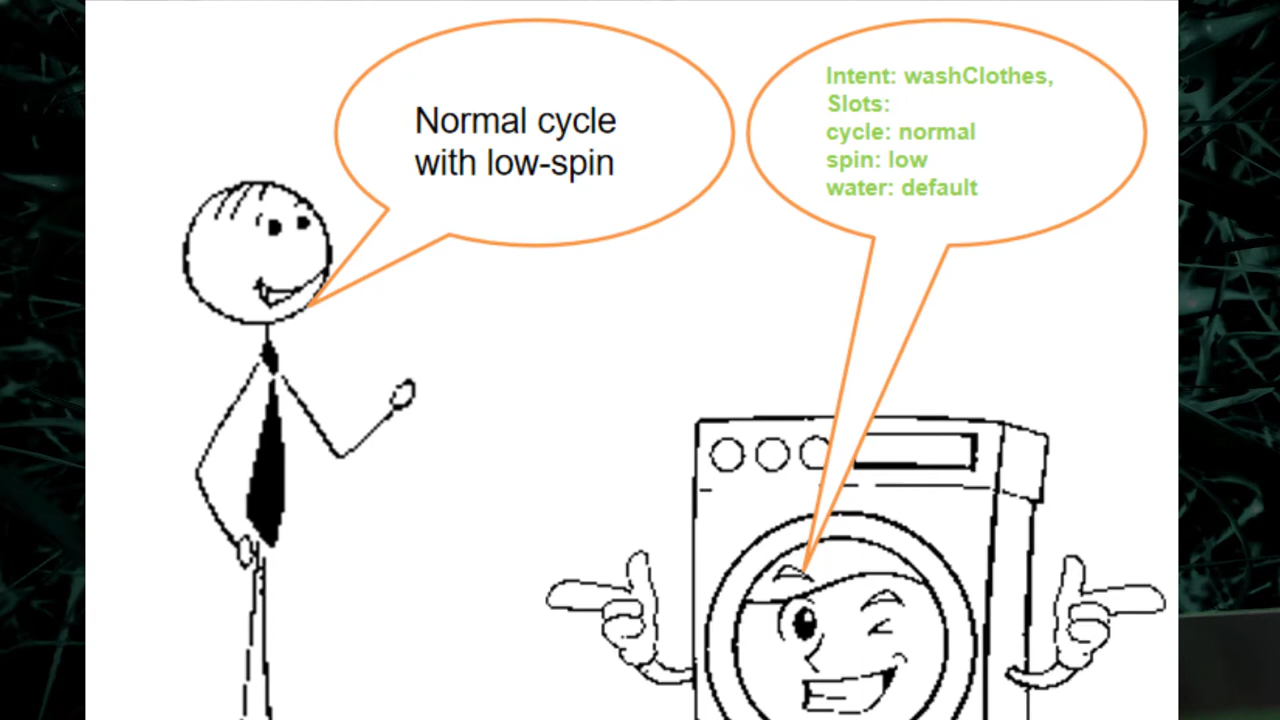 Normal cycle
with low-spin
Intent: washClothes,
Slots:
cycle: normal
spin: low
water: default